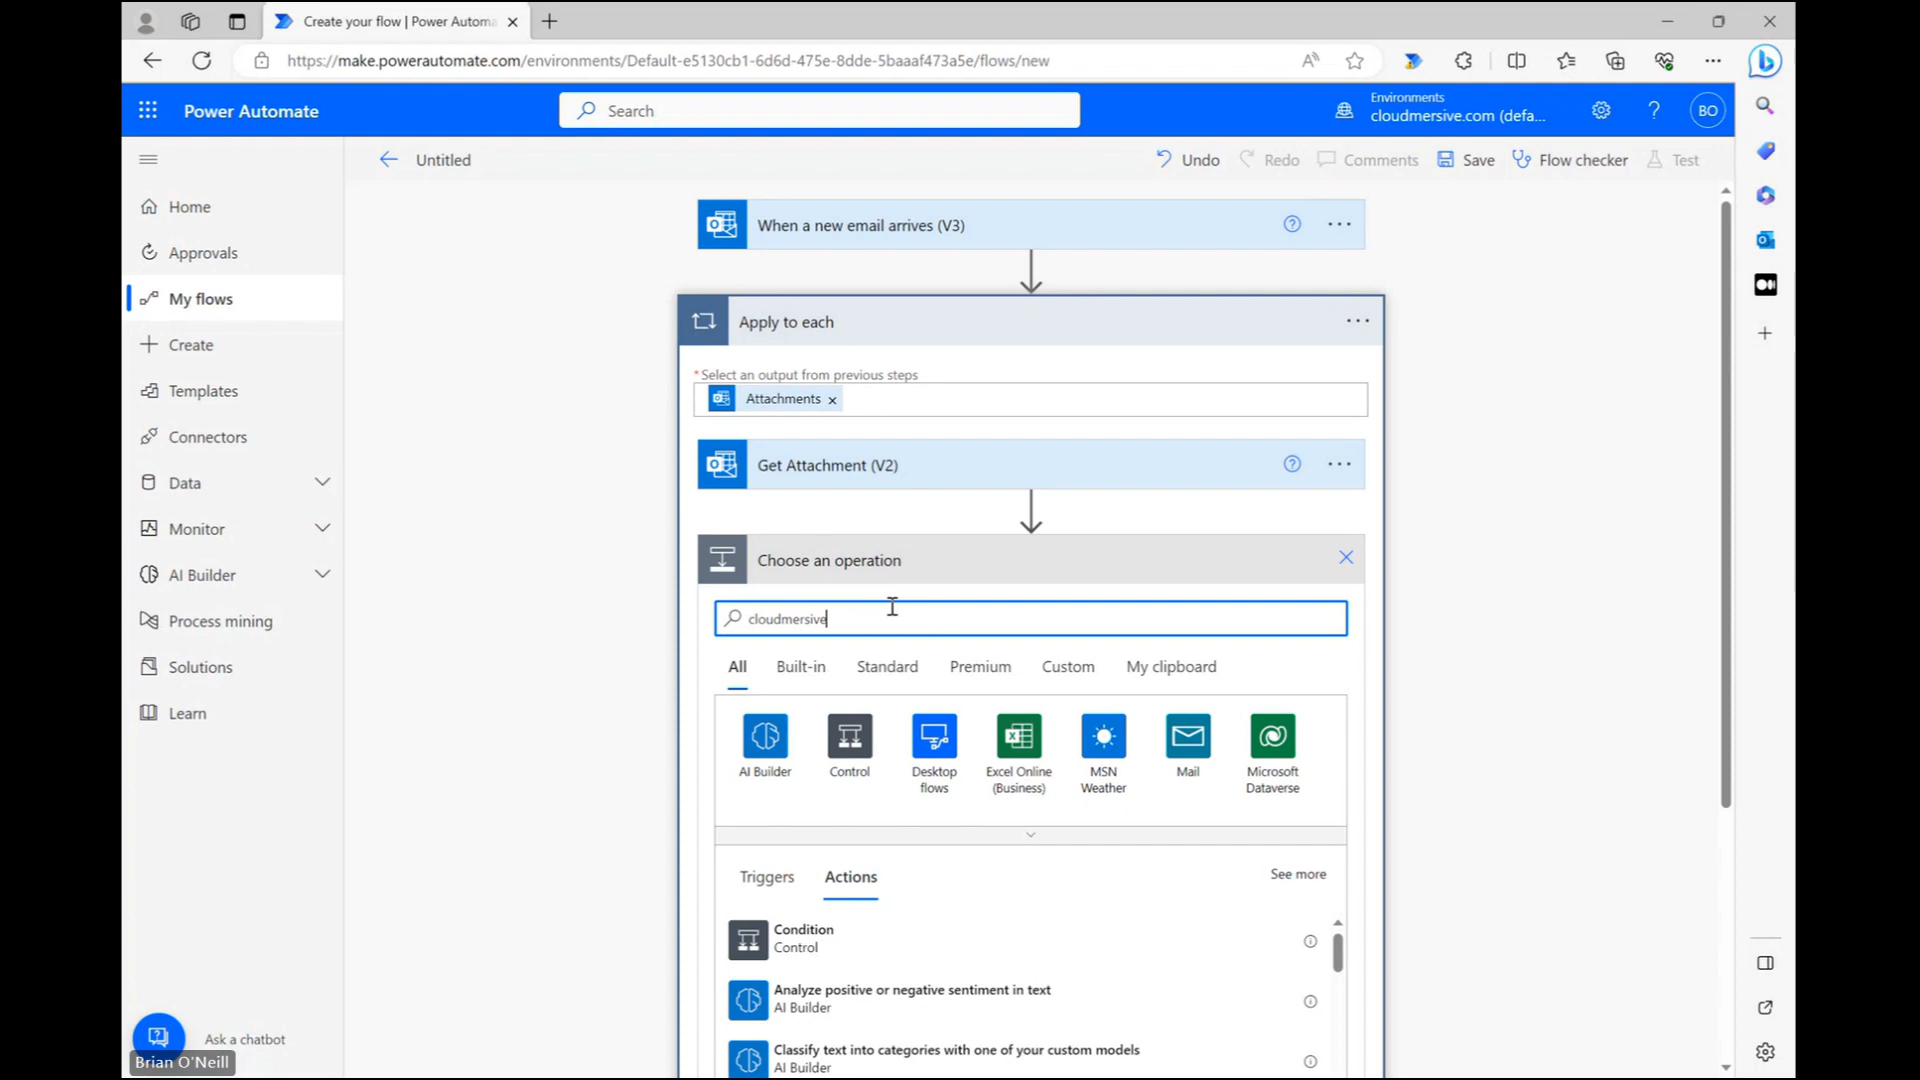 Create your flow | Power Automa
https://make.powerautomate.com/environments/Default-e5130cb1-6d6d-475e-8dde-5baaaf473a5e/flows/new
Power Automate
Search
Environments
cloudmersive.com (defa...
BO
Untitled
Undo
Redo
Comments
Save
Flow checker
Test
Home
Approvals
My flows
Create
Templates
Connectors
Data
Monitor
AI Builder
Process mining
Solutions
Learn
Ask a chatbot
Brian O'Neill
When a new email arrives (V3)
Apply to each
*Select an output from previous steps
Attachments
Get Attachment (V2)
Choose an operation
cloudmersive
All Built-in Standard Premium Custom My clipboard
AI Builder
Control
Desktop
flows
Excel Online
(Business)
MSN
Weather
Mail
Microsoft
Dataverse
Triggers Actions See more
Condition
Control
Analyze positive or negative sentiment in text
AI Builder
Classify text into categories with one of your custom models
AI Builder